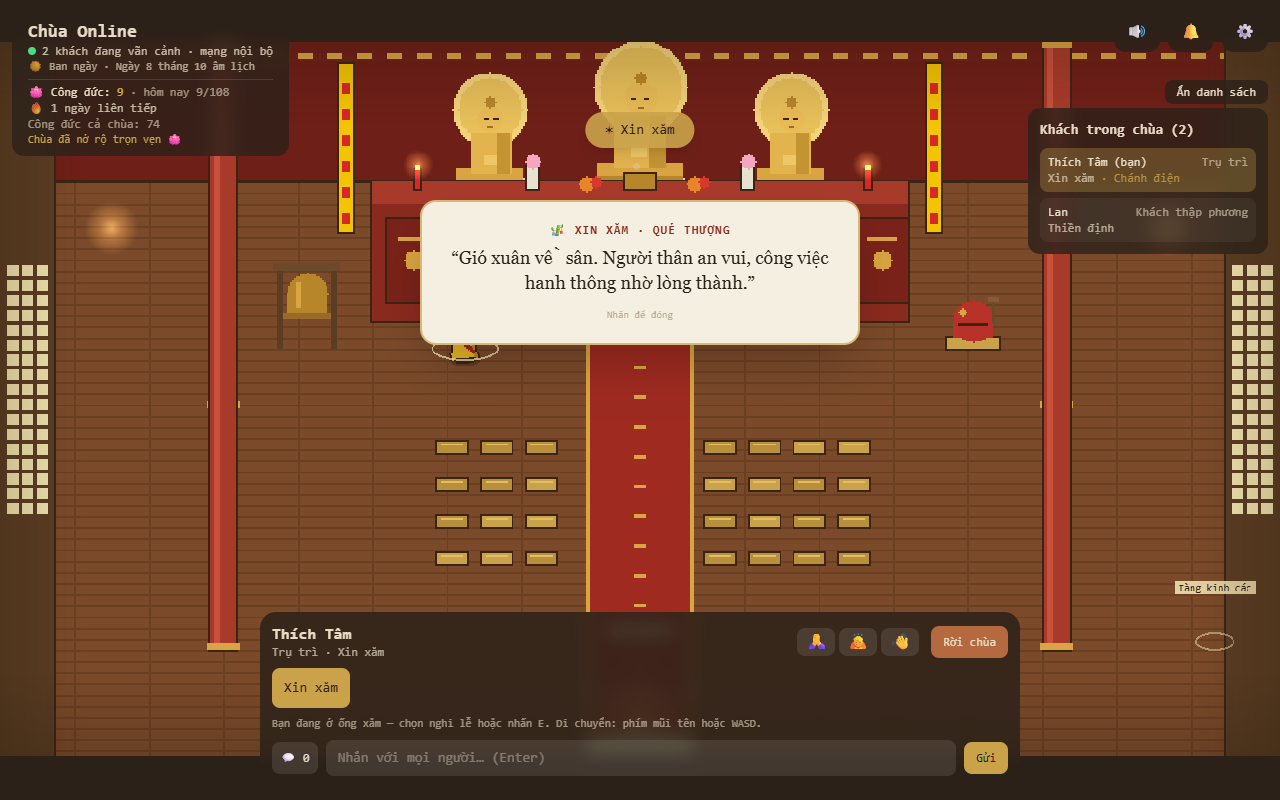 Chùa Online
2 khách đang vãn cảnh · mạng nội bộ
Ban ngày · Ngày 8 tháng 10 âm lịch
Công đức: 9 · hôm nay 9/108
1 ngày liên tiếp
Công đức cả chùa: 74
Chùa đã nở rộ trọn vẹn
* Xin xăm
Ẩn danh sách
Khách trong chùa (2)
Thích Tâm (bạn) Trụ trì
Xin xăm · Chánh điện
Lan Khách thập phương
Thiền định
XIN XĂM · QUẺ THƯỢNG
“Gió xuân về sân. Người thân an vui, công việc
hanh thông nhờ lòng thành.”
Nhấn để đóng
Tàng kinh các
Thích Tâm
Trụ trì · Xin xăm
Rời chùa
Xin xăm
Bạn đang ở ống xăm — chọn nghi lễ hoặc nhấn E. Di chuyển: phím mũi tên hoặc WASD.
0
Nhắn với mọi người… (Enter)
Gửi